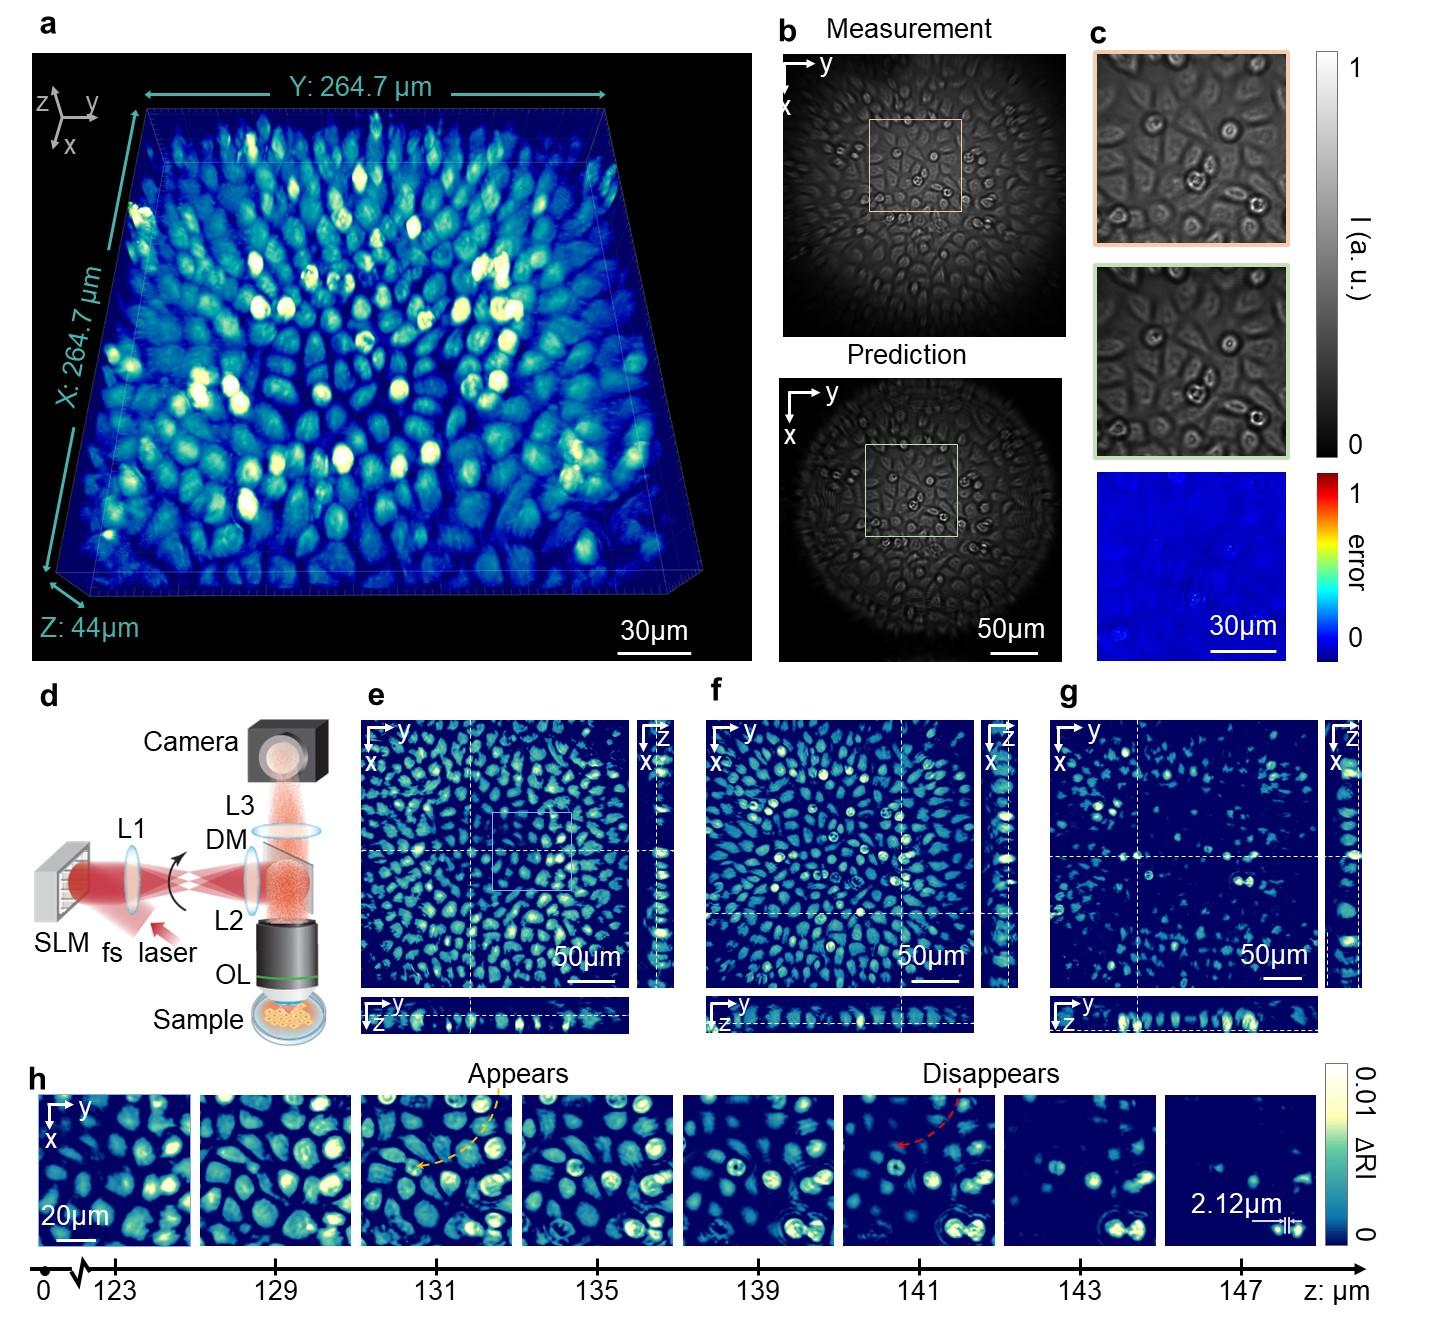 a
Y: 264.7 µm
z
y
x
X: 264.7 µm
Z: 44µm
30µm
b
Measurement
y
x
Prediction
y
x
50µm
c
1
I (a. u.)
0
1
error
0
30µm
d
Camera
L3
L1
DM
L2
SLM
fs laser
OL
Sample
e
y
x
50µm
z
x
y
z
f
y
x
50µm
z
x
y
z
g
y
x
50µm
z
x
y
z
h
Appears
Disappears
y
x
20µm
2.12µm
0.01
ΔRI
0
0 123 129 131 135 139 141 143 147 z: µm